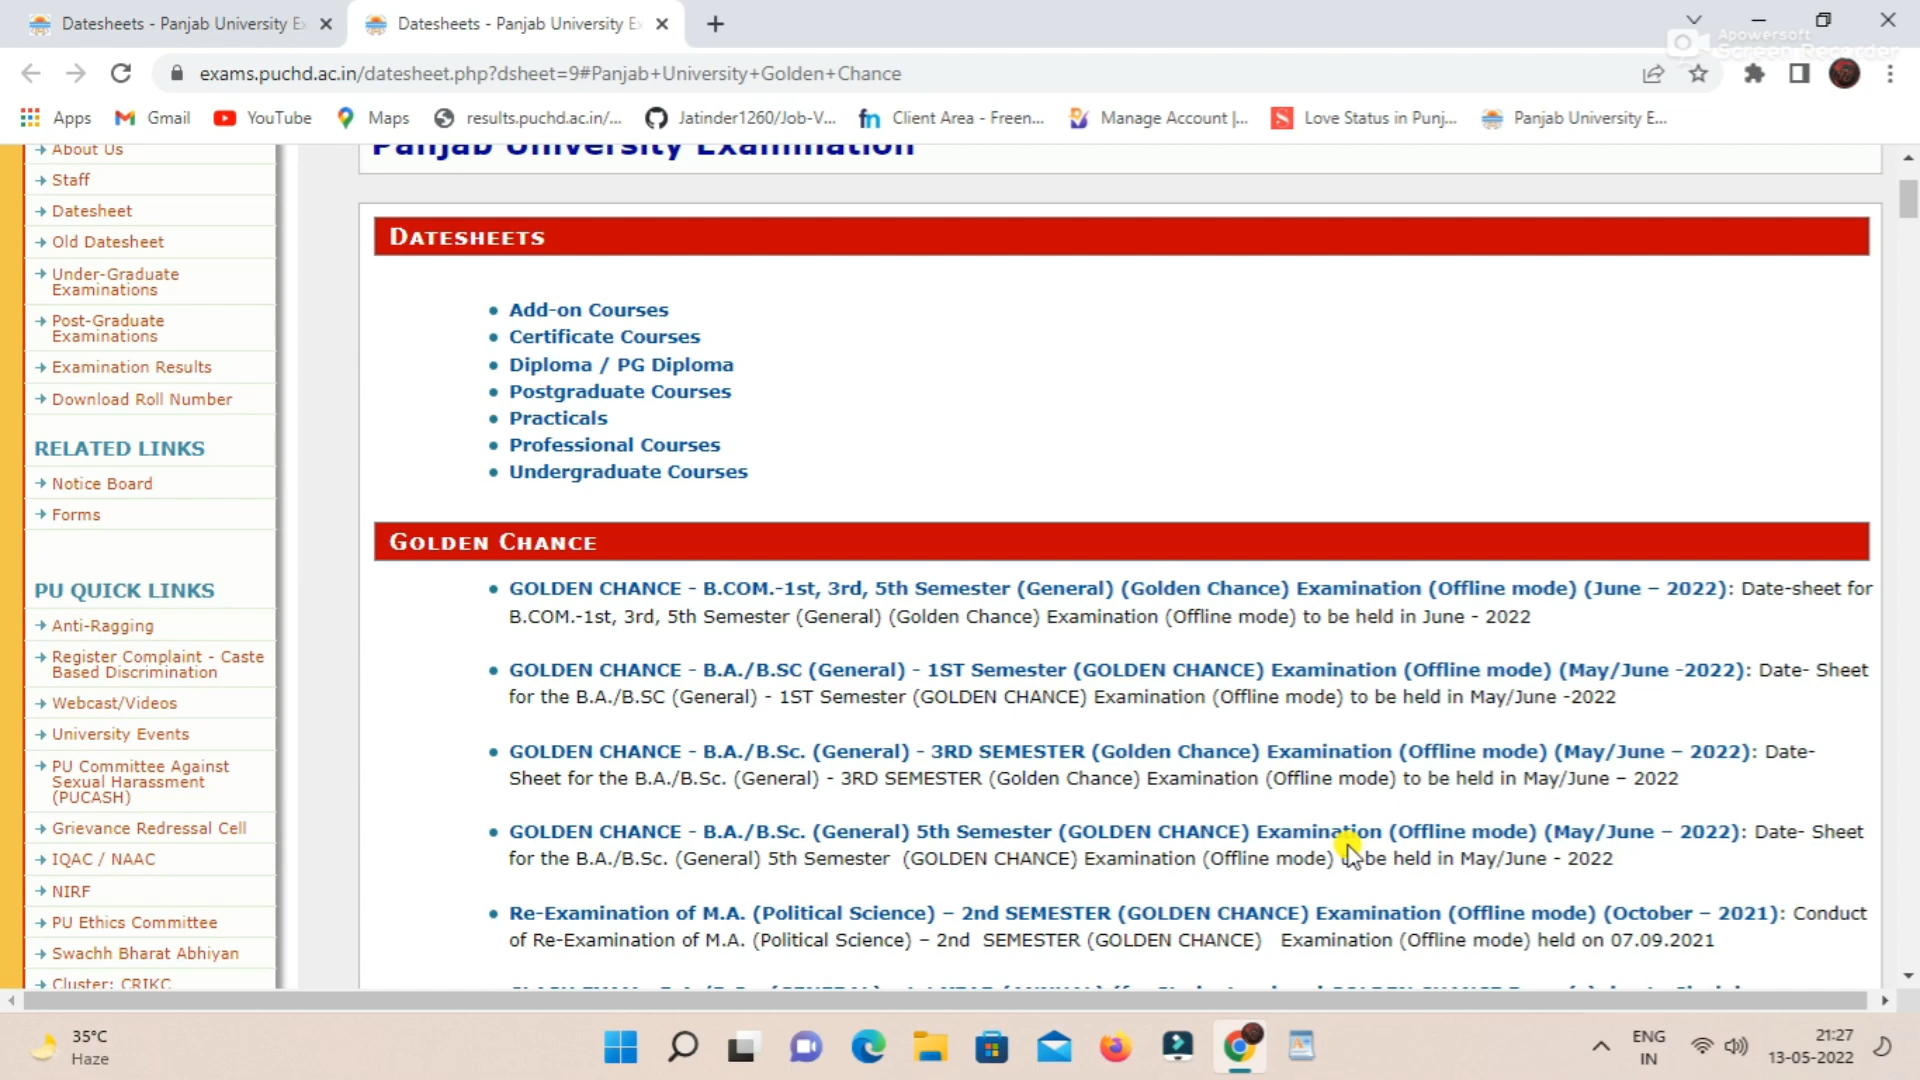 Datesheets - Panjab University E
Datesheets - Panjab University E
Apowersoft
Screen Recorder
exams.puchd.ac.in/datesheet.php?dsheet=9#Panjab+University+Golden+Chance
Apps
Gmail
YouTube
Maps
results.puchd.ac.in/...
Jatinder1260/Job-V...
Client Area - Freen...
Manage Account |...
Love Status in Punj...
Panjab University E...
About Us
Staff
Datesheet
Old Datesheet
Under-Graduate
Examinations
Post-Graduate
Examinations
Examination Results
Download Roll Number
RELATED LINKS
Notice Board
Forms
PU QUICK LINKS
Anti-Ragging
Register Complaint - Caste
Based Discrimination
Webcast/Videos
University Events
PU Committee Against
Sexual Harassment
(PUCASH)
Grievance Redressal Cell
IQAC / NAAC
NIRF
PU Ethics Committee
Swachh Bharat Abhiyan
Cluster: CRIKC
Panjab University Examination
DATESHEETS
Add-on Courses
Certificate Courses
Diploma / PG Diploma
Postgraduate Courses
Practicals
Professional Courses
Undergraduate Courses
GOLDEN CHANCE
GOLDEN CHANCE - B.COM.-1st, 3rd, 5th Semester (General) (Golden Chance) Examination (Offline mode) (June – 2022): Date-sheet for
B.COM.-1st, 3rd, 5th Semester (General) (Golden Chance) Examination (Offline mode) to be held in June - 2022
GOLDEN CHANCE - B.A./B.SC (General) - 1ST Semester (GOLDEN CHANCE) Examination (Offline mode) (May/June -2022): Date- Sheet
for the B.A./B.SC (General) - 1ST Semester (GOLDEN CHANCE) Examination (Offline mode) to be held in May/June -2022
GOLDEN CHANCE - B.A./B.Sc. (General) - 3RD SEMESTER (Golden Chance) Examination (Offline mode) (May/June – 2022): Date-
Sheet for the B.A./B.Sc. (General) - 3RD SEMESTER (Golden Chance) Examination (Offline mode) to be held in May/June – 2022
GOLDEN CHANCE - B.A./B.Sc. (General) 5th Semester (GOLDEN CHANCE) Examination (Offline mode) (May/June – 2022): Date- Sheet
for the B.A./B.Sc. (General) 5th Semester (GOLDEN CHANCE) Examination (Offline mode) to be held in May/June - 2022
Re-Examination of M.A. (Political Science) – 2nd SEMESTER (GOLDEN CHANCE) Examination (Offline mode) (October – 2021): Conduct
of Re-Examination of M.A. (Political Science) – 2nd SEMESTER (GOLDEN CHANCE) Examination (Offline mode) held on 07.09.2021
35°C
Haze
ENG
IN
21:27
13-05-2022